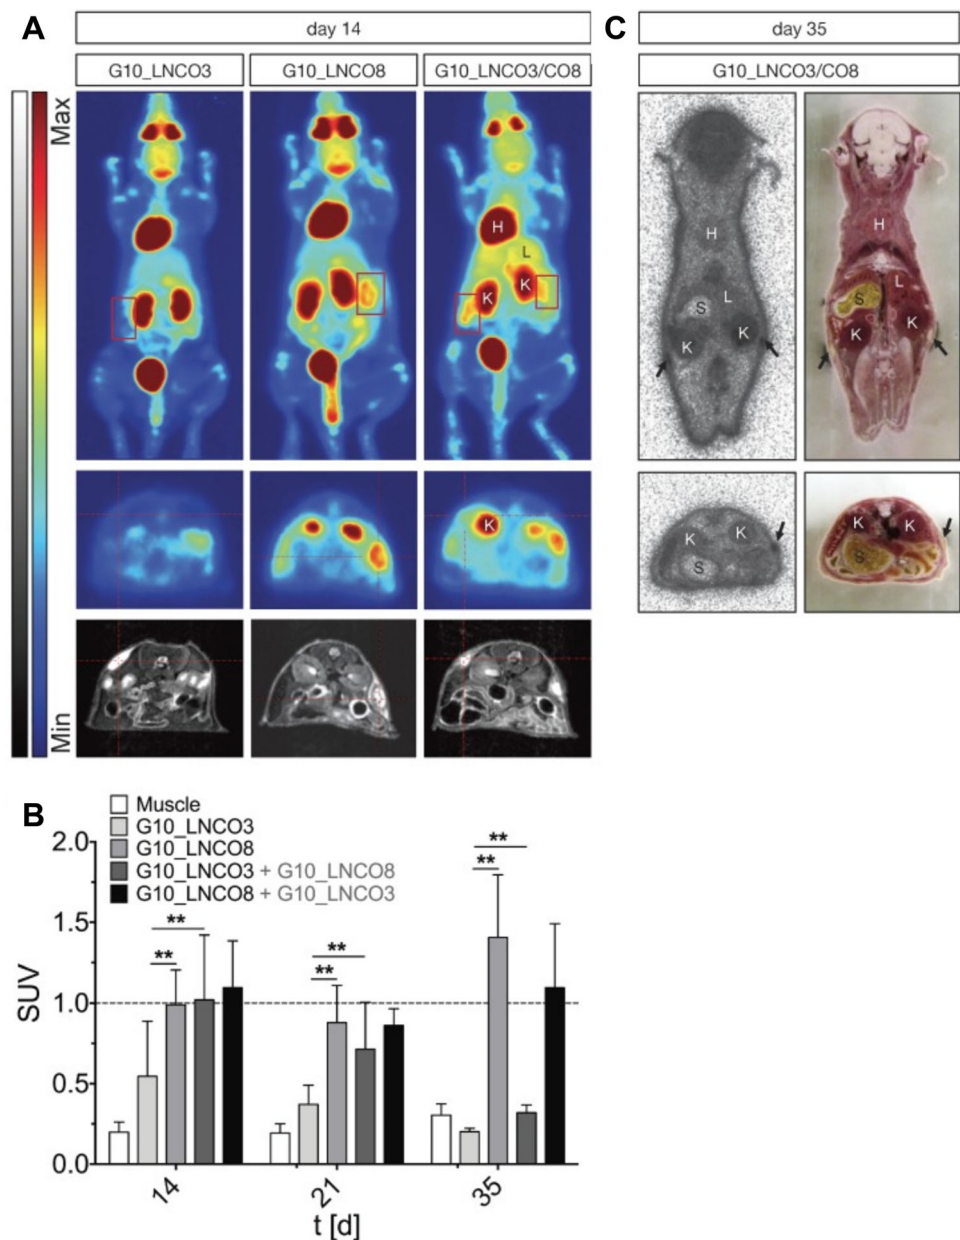 A
day 14
G10_LNCO3
G10_LNCO8
G10_LNCO3/CO8
Max
Min
H
L
K
K
K
C
day 35
G10_LNCO3/CO8
H
L
S
K
K
H
L
S
K
K
K
K
S
K
K
S
B
Muscle
G10_LNCO3
G10_LNCO8
G10_LNCO3 + G10_LNCO8
G10_LNCO8 + G10_LNCO3
SUV
2.0
1.5
1.0
0.5
0.0
**
**
**
**
**
**
14
21
35
t [d]